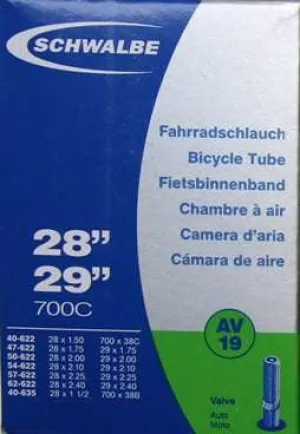 SCHWALBE
Fahrradschlauch
Bicycle Tube
Fietsbinnenband
Chambre à air
Camera d'aria
Cámara de aire
28”
29”
700C
40-622 28 x 1.50 700 x 38C
47-622 28 x 1.75 29 x 1.75
50-622 28 x 2.00 29 x 2.00
54-622 28 x 2.10 29 x 2.10
57-622 28 x 2.25 29 x 2.25
62-622 28 x 2.40 29 x 2.40
40-635 28 x 1 1/2 700 x 38B
AV
19
Valve
Auto
Moto